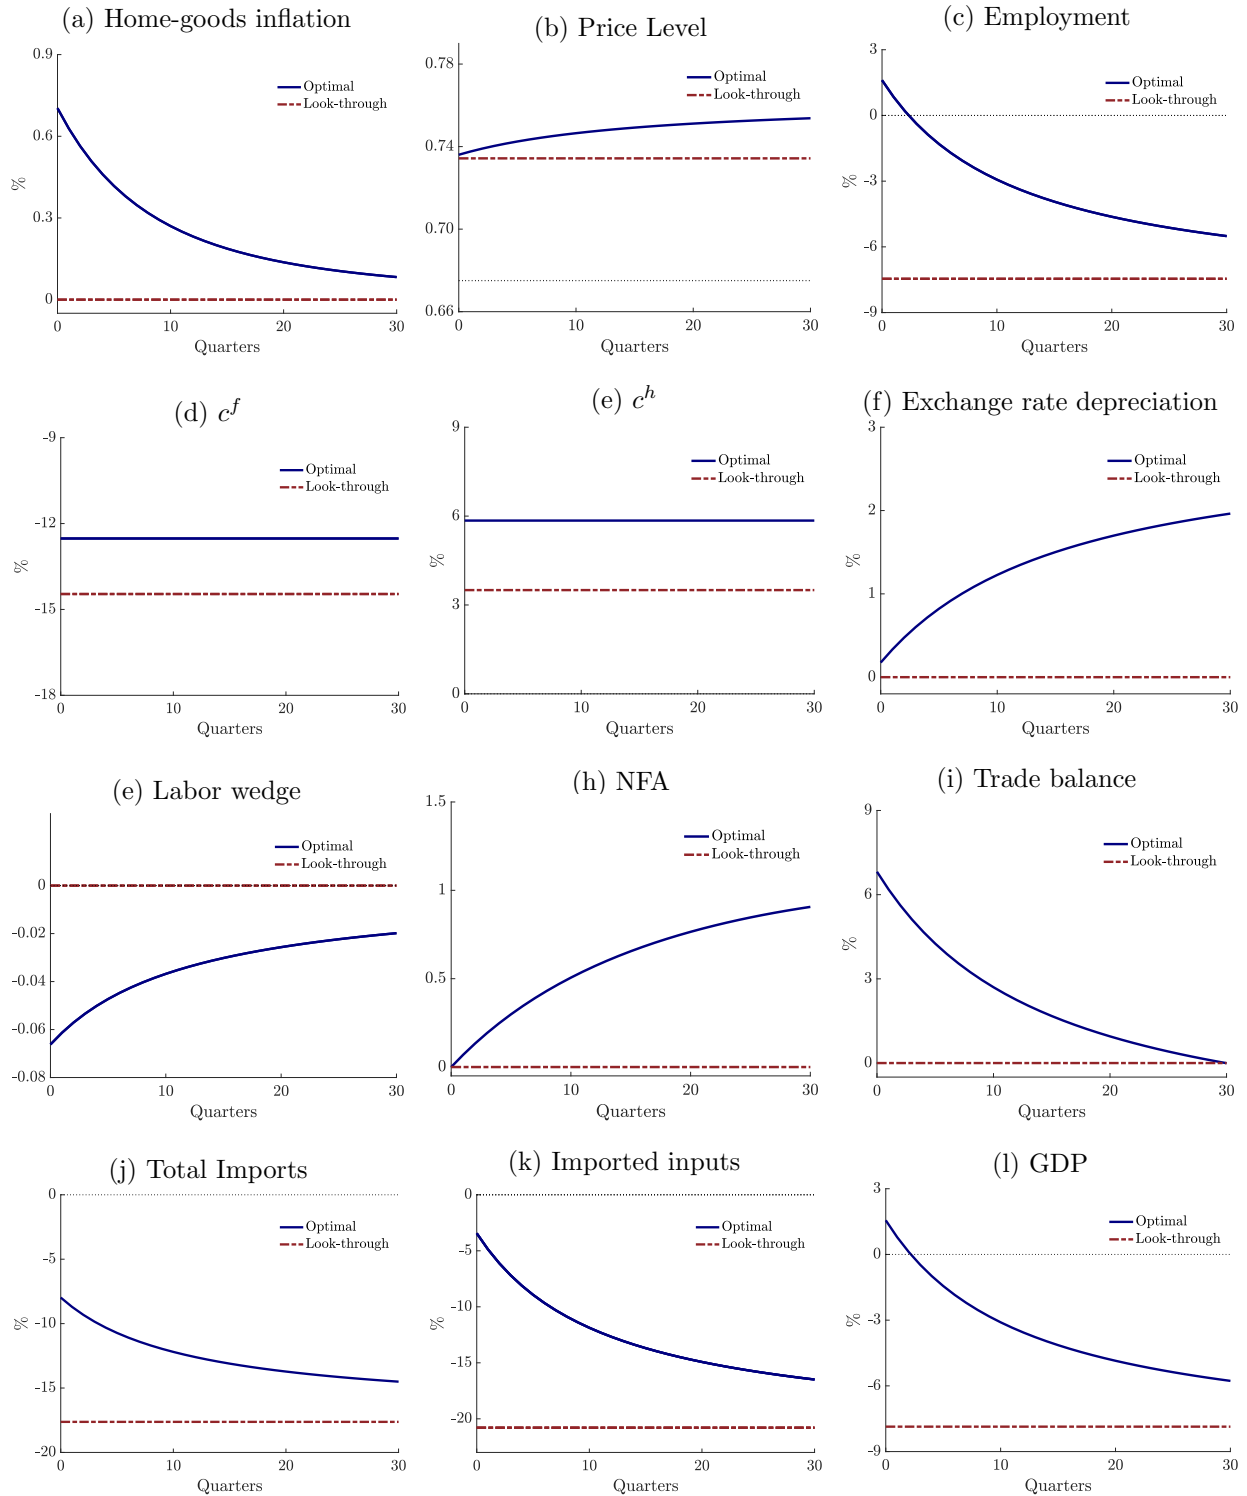 (a) Home-goods inflation
0.9
0.6
0.3
0
%
Optimal
Look-through
0 10 20 30
Quarters
(b) Price Level
0.78
0.74
0.70
0.66
Optimal
Look-through
0 10 20 30
Quarters
(c) Employment
3
0
-3
-6
-9
%
Optimal
Look-through
0 10 20 30
Quarters
(d) c^f
-9
-12
-15
-18
%
Optimal
Look-through
0 10 20 30
Quarters
(e) c^h
9
6
3
0
%
Optimal
Look-through
0 10 20 30
Quarters
(f) Exchange rate depreciation
3
2
1
0
%
Optimal
Look-through
0 10 20 30
Quarters
(e) Labor wedge
0
-0.02
-0.04
-0.06
-0.08
Optimal
Look-through
0 10 20 30
Quarters
(h) NFA
1.5
1
0.5
0
Optimal
Look-through
0 10 20 30
Quarters
(i) Trade balance
9
6
3
0
%
Optimal
Look-through
0 10 20 30
Quarters
(j) Total Imports
0
-5
-10
-15
-20
%
Optimal
Look-through
0 10 20 30
Quarters
(k) Imported inputs
0
-5
-10
-15
-20
%
Optimal
Look-through
0 10 20 30
Quarters
(l) GDP
3
0
-3
-6
-9
%
Optimal
Look-through
0 10 20 30
Quarters